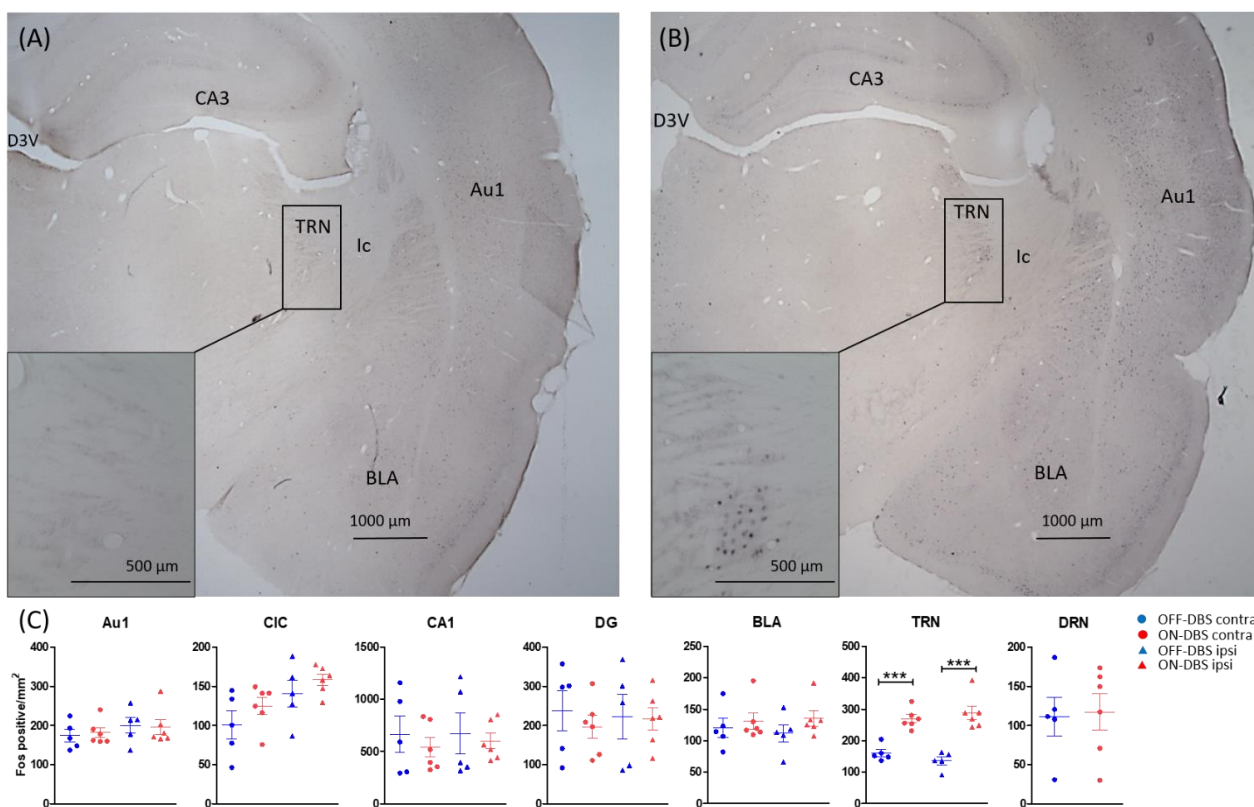 (A)
CA3
D3V
Au1
TRN
Ic
BLA
1000 µm
500 µm
(B)
CA3
D3V
Au1
TRN
Ic
BLA
1000 µm
500 µm
(C)
Au1
CIC
CA1
DG
BLA
TRN
DRN
Fos positive/mm²
400
300
200
100
0
200
150
100
50
0
1500
1000
500
0
400
300
200
100
0
400
300
200
100
0
500
400
300
200
100
0
***
***
200
150
100
50
0
OFF-DBS contra
ON-DBS contra
OFF-DBS ipsi
ON-DBS ipsi